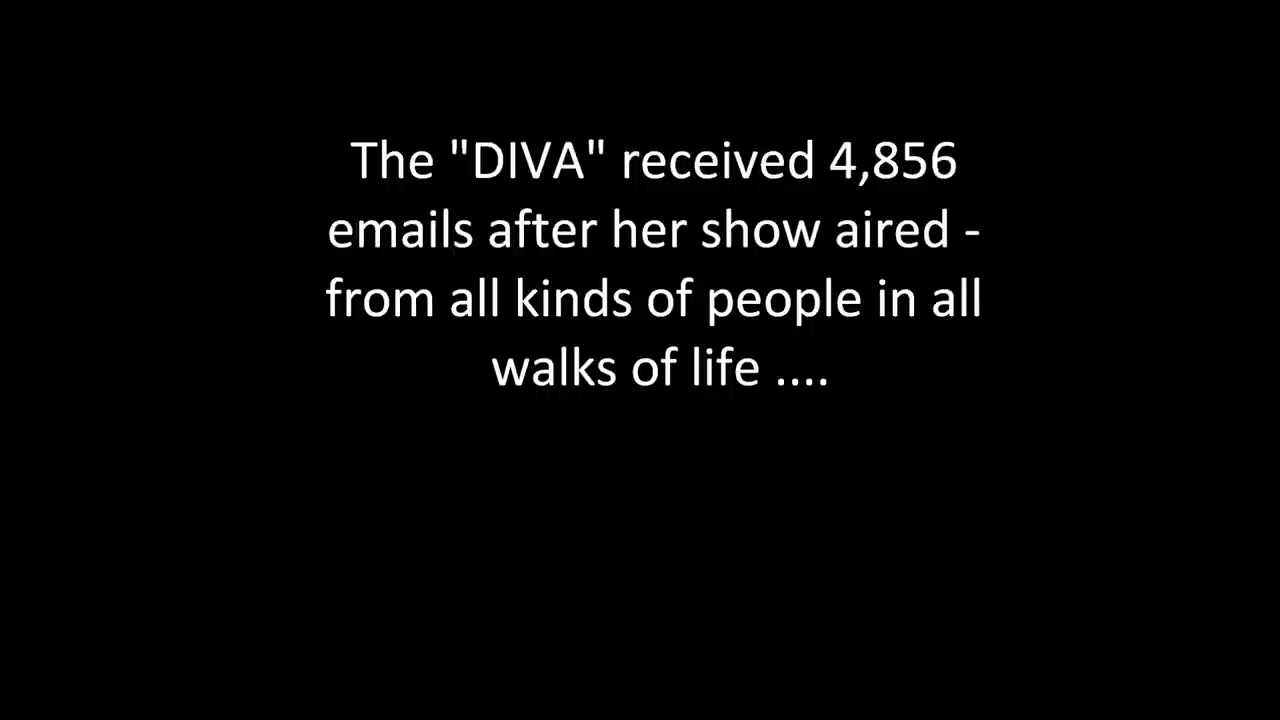 The "DIVA" received 4,856
emails after her show aired -
from all kinds of people in all
walks of life ....